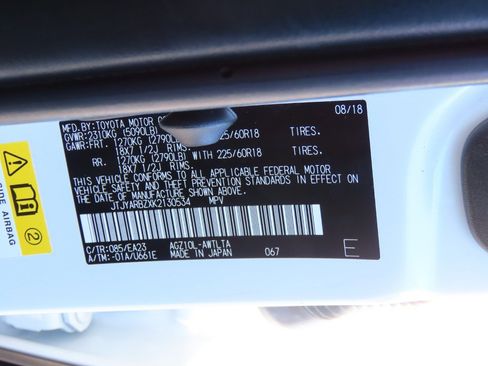 MFD.BY:TOYOTA MOTOR 08/18
GVWR:2310KG (5090LB)
GAWR:FRT. 1270KG (2790LB) 225/60R18 TIRES.
18X7 1/2J RIMS.
RR. 1270KG (2790LB) WITH 225/60R18 TIRES.
18X7 1/2J RIMS.
THIS VEHICLE CONFORMS TO ALL APPLICABLE FEDERAL MOTOR
VEHICLE SAFETY AND THEFT PREVENTION STANDARDS IN EFFECT ON
THE DATE OF MANUFACTURE SHOWN ABOVE.
JTJYARBZXK2130534 MPV
C/TR:085/EA23 AGZ10L-AWTLTA
A/TM:-01A/U661E MADE IN JAPAN 067 E
SIDE AIRBAG
2